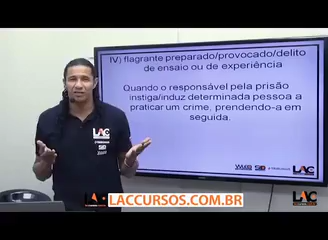 IV) flagrante preparado/provocado/delito
de ensaio ou de experiência
Quando o responsável pela prisão
instiga/induz determinada pessoa a
praticar um crime, prendendo-a em
seguida.
LAC
LAC
LACCURSOS.COM.BR